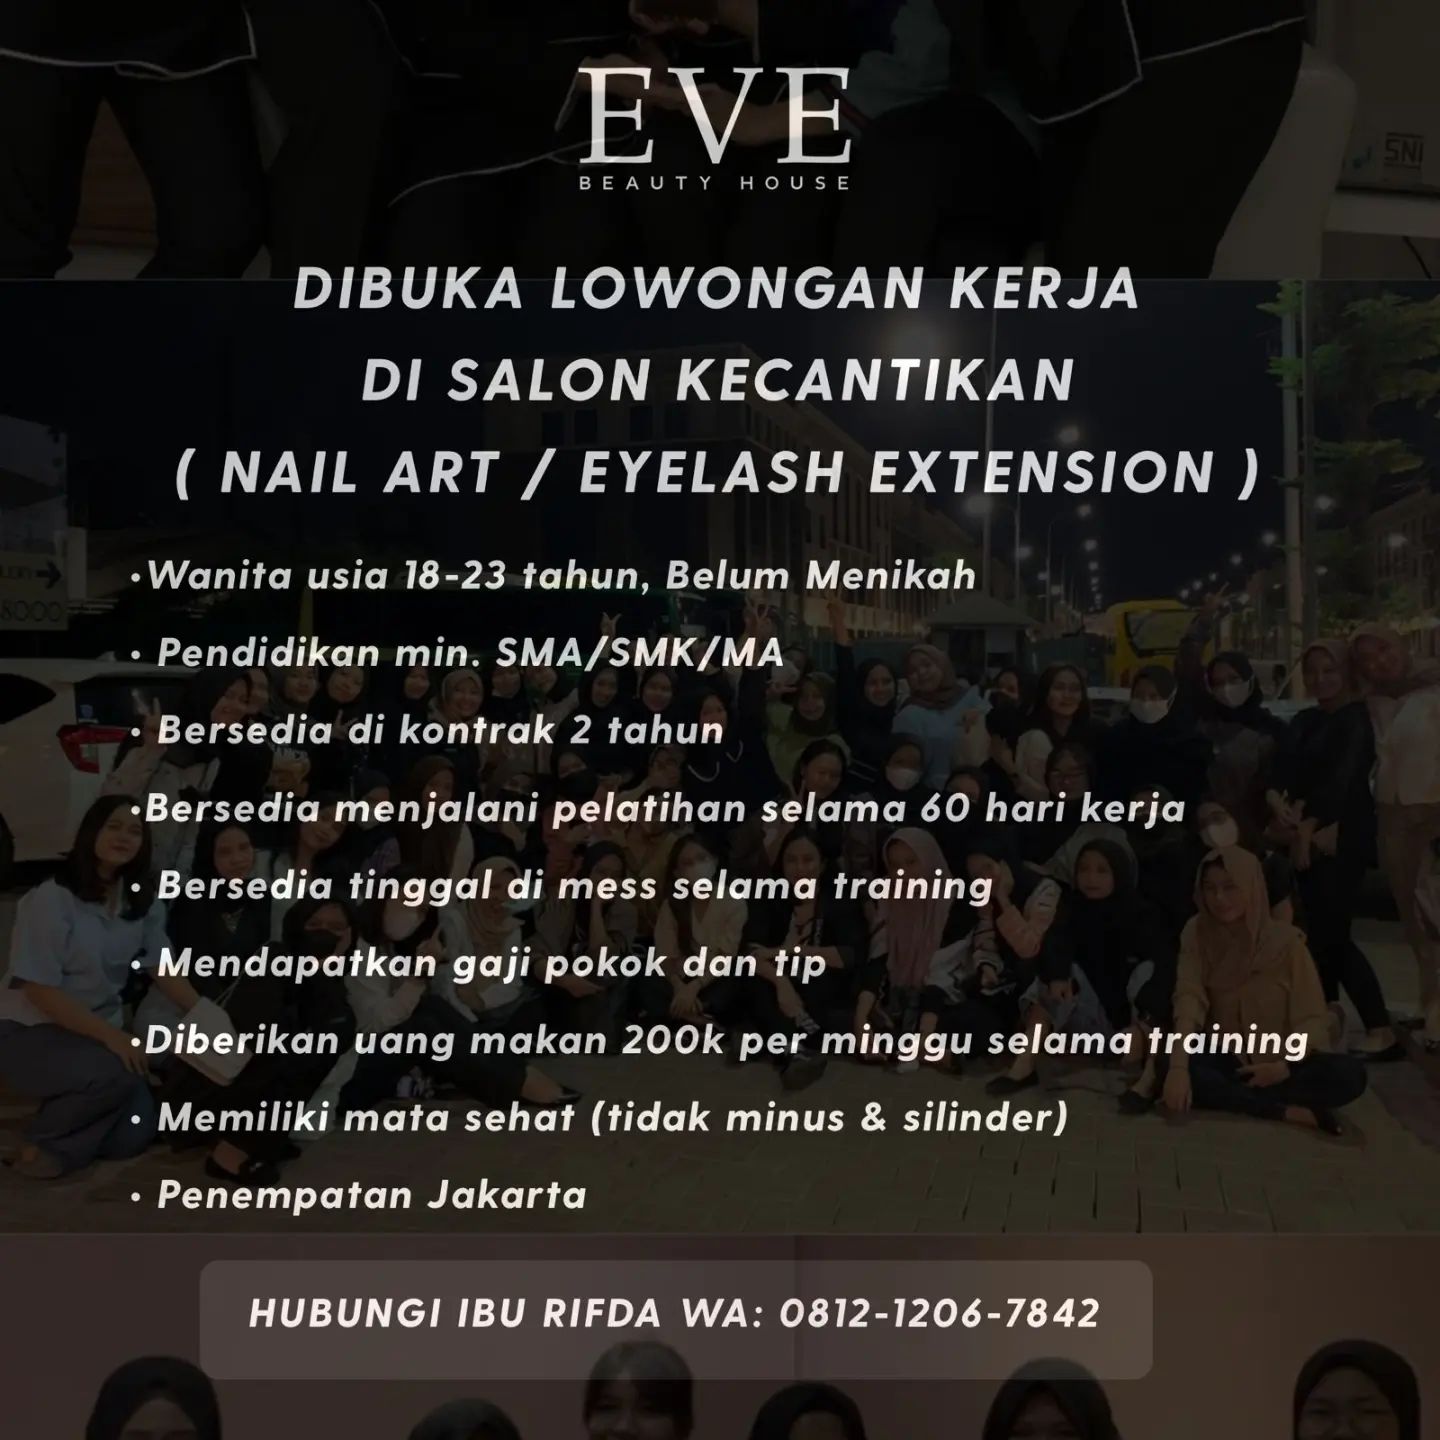 SNI
EVE
BEAUTY HOUSE
DIBUKA LOWONGAN KERJA
DI SALON KECANTIKAN
( NAIL ART / EYELASH EXTENSION )
•Wanita usia 18-23 tahun, Belum Menikah
• Pendidikan min. SMA/SMK/MA
• Bersedia di kontrak 2 tahun
•Bersedia menjalani pelatihan selama 60 hari kerja
• Bersedia tinggal di mess selama training
• Mendapatkan gaji pokok dan tip
•Diberikan uang makan 200k per minggu selama training
• Memiliki mata sehat (tidak minus & silinder)
• Penempatan Jakarta
HUBUNGI IBU RIFDA WA: 0812-1206-7842